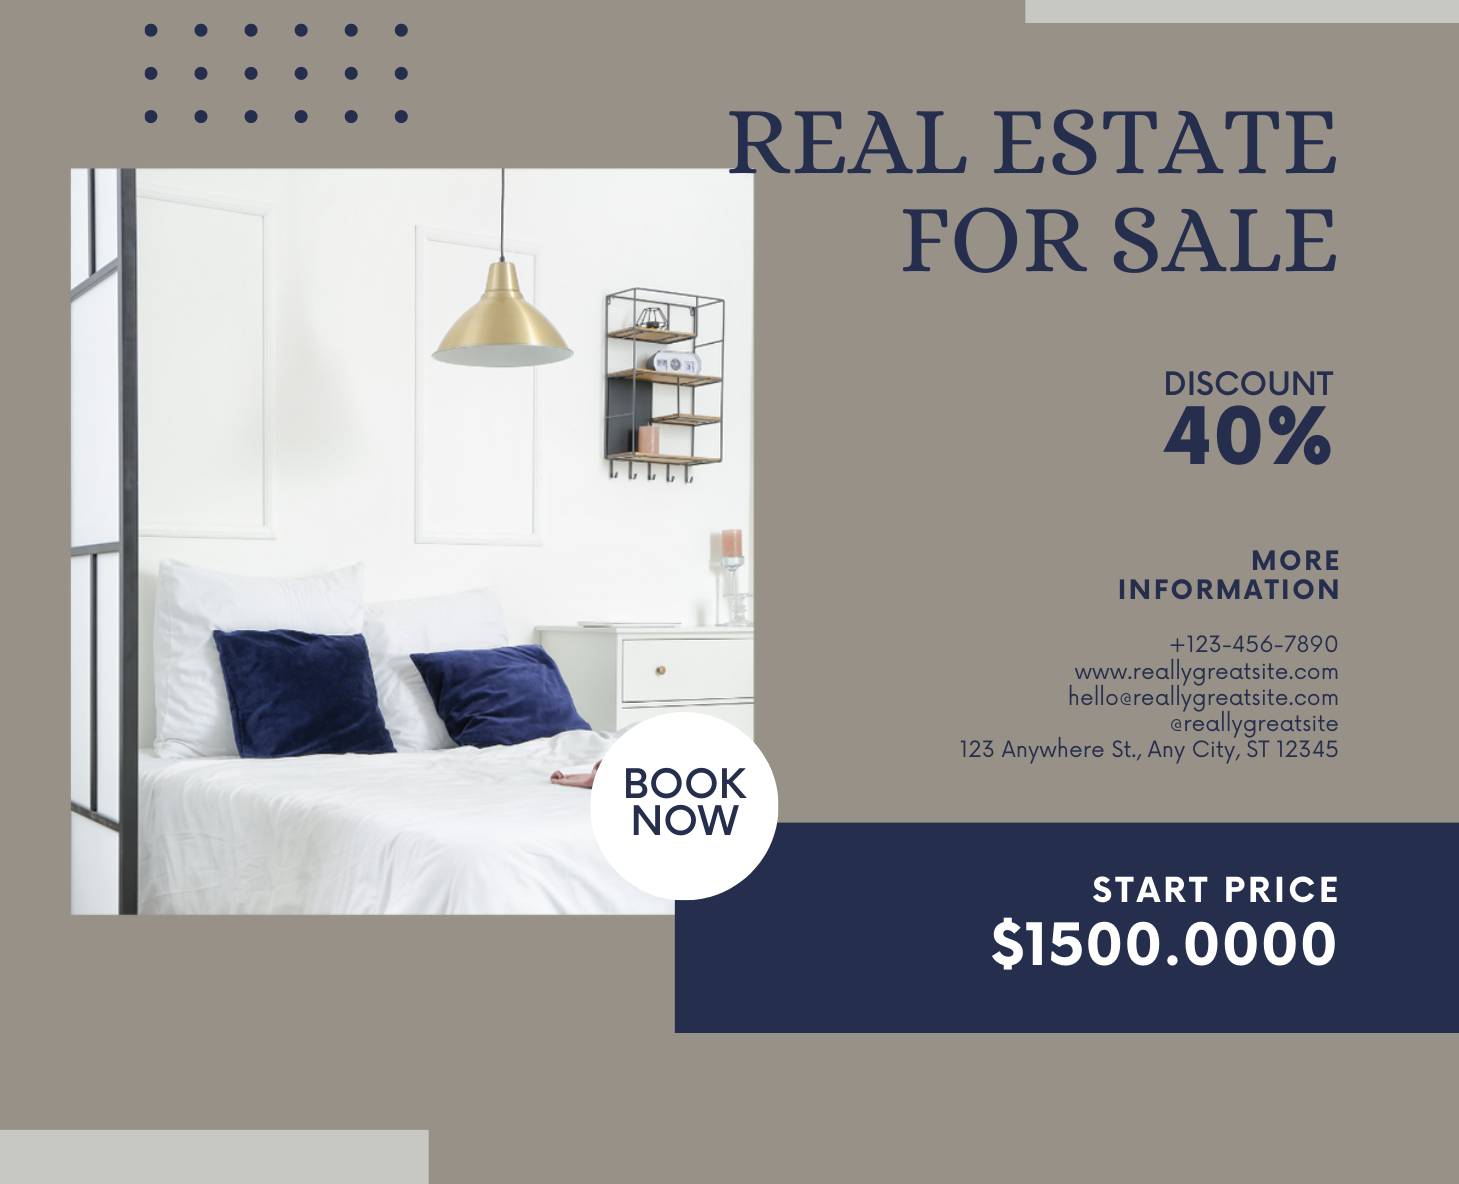 REAL ESTATE
FOR SALE
DISCOUNT
40%
MORE
INFORMATION
+123-456-7890
www.reallygreatsite.com
hello@reallygreatsite.com
@reallygreatsite
123 Anywhere St., Any City, ST 12345
BOOK
NOW
START PRICE
$1500.0000